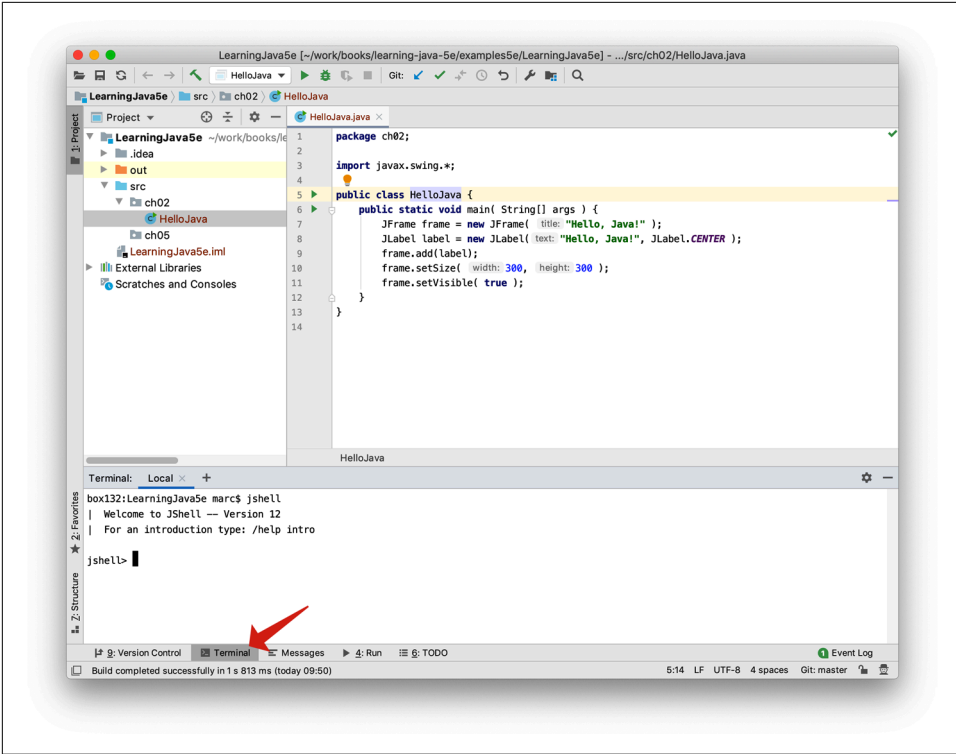 LearningJava5e [~/work/books/learning-java-5e/examples5e/LearningJava5e] - .../src/ch02/HelloJava.java
HelloJava Git:
LearningJava5e src ch02 HelloJava
1: Project
Project
LearningJava5e ~/work/books/le
.idea
out
src
ch02
HelloJava
ch05
LearningJava5e.iml
External Libraries
Scratches and Consoles
HelloJava.java
1 package ch02;
2
3 import javax.swing.*;
4
5 public class HelloJava {
6 public static void main( String[] args ) {
7 JFrame frame = new JFrame( title: "Hello, Java!" );
8 JLabel label = new JLabel( text: "Hello, Java!", JLabel.CENTER );
9 frame.add(label);
10 frame.setSize( width: 300, height: 300 );
11 frame.setVisible( true );
12 }
13 }
14
HelloJava
Terminal: Local +
2: Favorites
7: Structure
box132:LearningJava5e marc$ jshell
| Welcome to JShell -- Version 12
| For an introduction type: /help intro
jshell>
9: Version Control Terminal Messages 4: Run 6: TODO 1 Event Log
Build completed successfully in 1 s 813 ms (today 09:50) 5:14 LF UTF-8 4 spaces Git: master